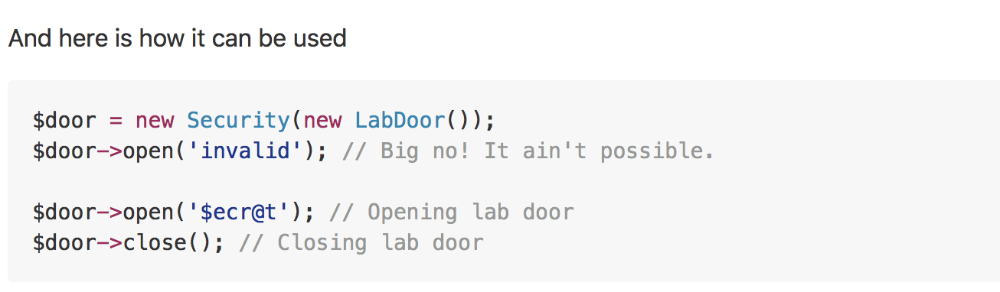 And here is how it can be used
$door = new Security(new LabDoor());
$door->open('invalid'); // Big no! It ain't possible.
$door->open('$ecr@t'); // Opening lab door
$door->close(); // Closing lab door